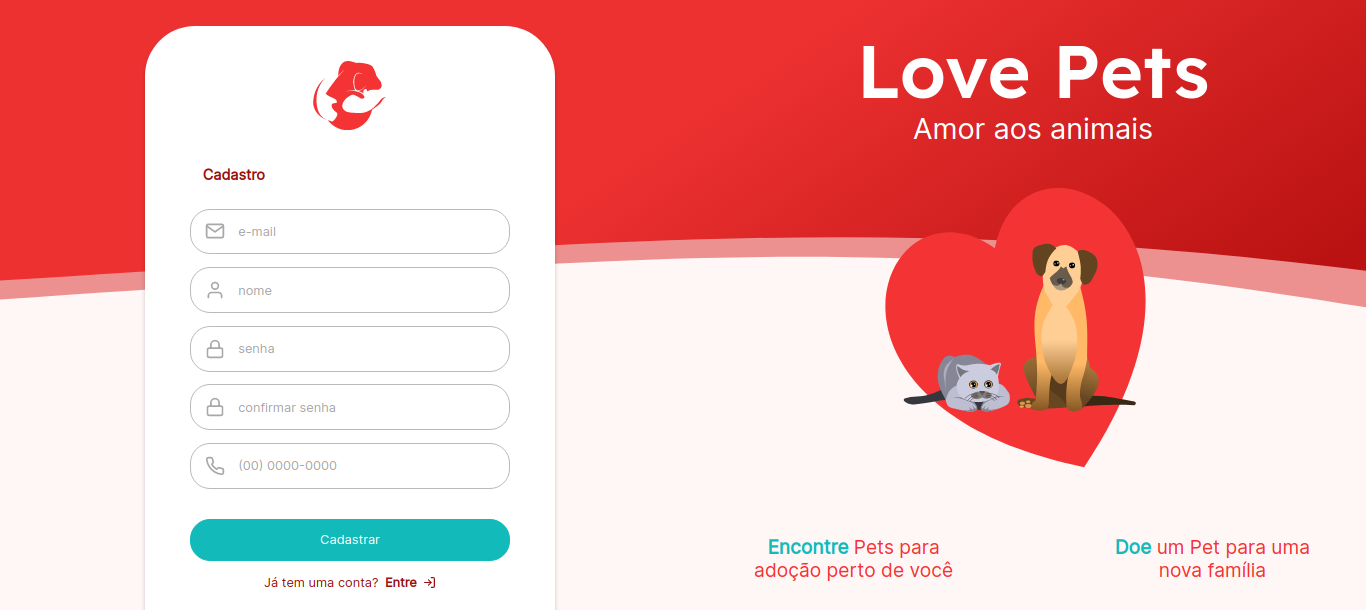 Cadastro
e-mail
nome
senha
confirmar senha
(00) 0000-0000
Cadastrar
Já tem uma conta? Entre
Love Pets
Amor aos animais
Encontre Pets para
adoção perto de você
Doe um Pet para uma
nova família